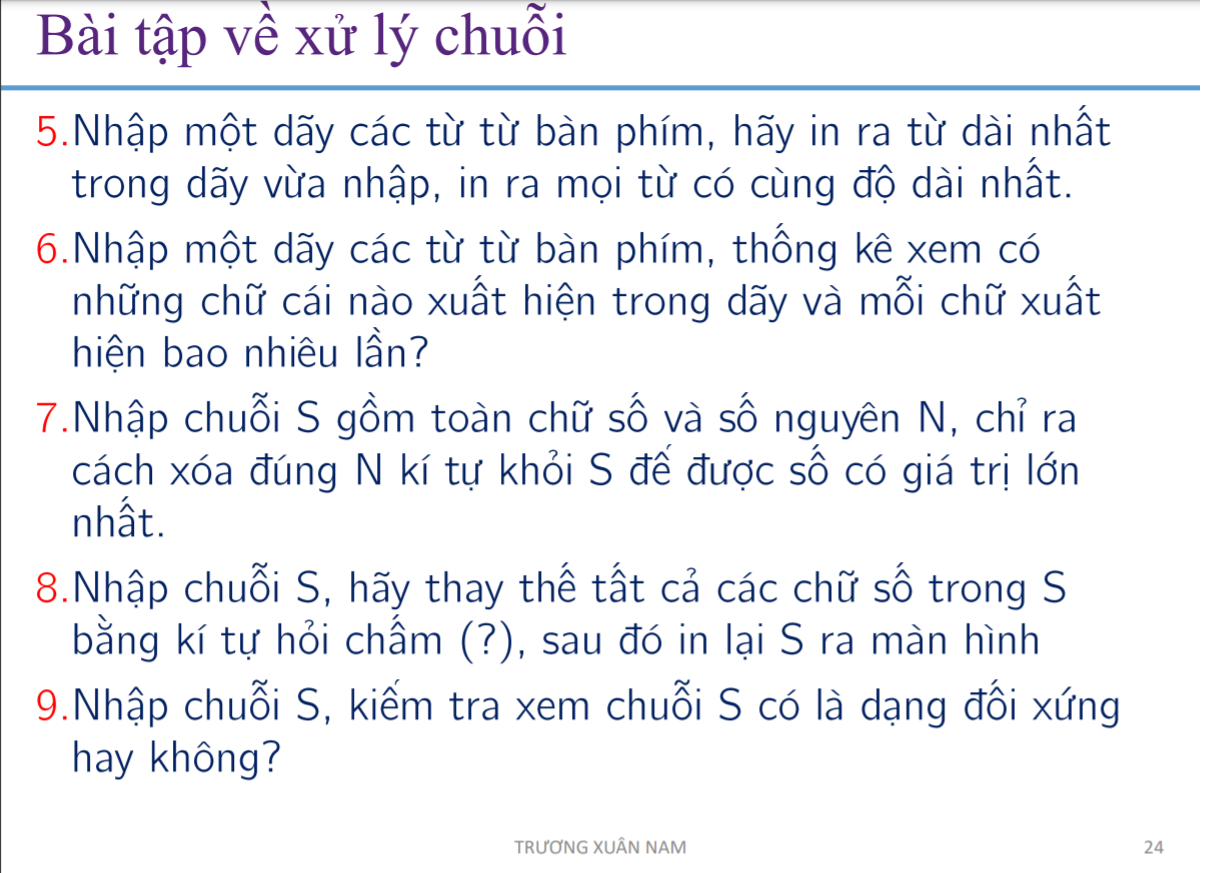 Bài tập về xử lý chuỗi
5.Nhập một dãy các từ từ bàn phím, hãy in ra từ dài nhất
trong dãy vừa nhập, in ra mọi từ có cùng độ dài nhất.
6.Nhập một dãy các từ từ bàn phím, thống kê xem có
những chữ cái nào xuất hiện trong dãy và mỗi chữ xuất
hiện bao nhiêu lần?
7.Nhập chuỗi S gồm toàn chữ số và số nguyên N, chỉ ra
cách xóa đúng N kí tự khỏi S để được số có giá trị lớn
nhất.
8.Nhập chuỗi S, hãy thay thế tất cả các chữ số trong S
bằng kí tự hỏi chấm (?), sau đó in lại S ra màn hình
9.Nhập chuỗi S, kiểm tra xem chuỗi S có là dạng đối xứng
hay không?
TRƯƠNG XUÂN NAM
24